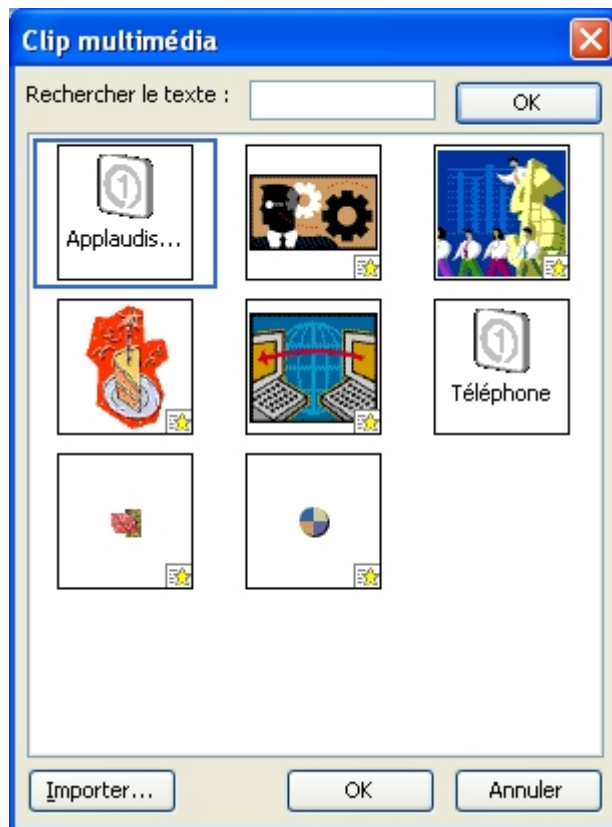 Clip multimédia
Rechercher le texte :
OK
Applaudis...
Téléphone
Importer...
OK
Annuler